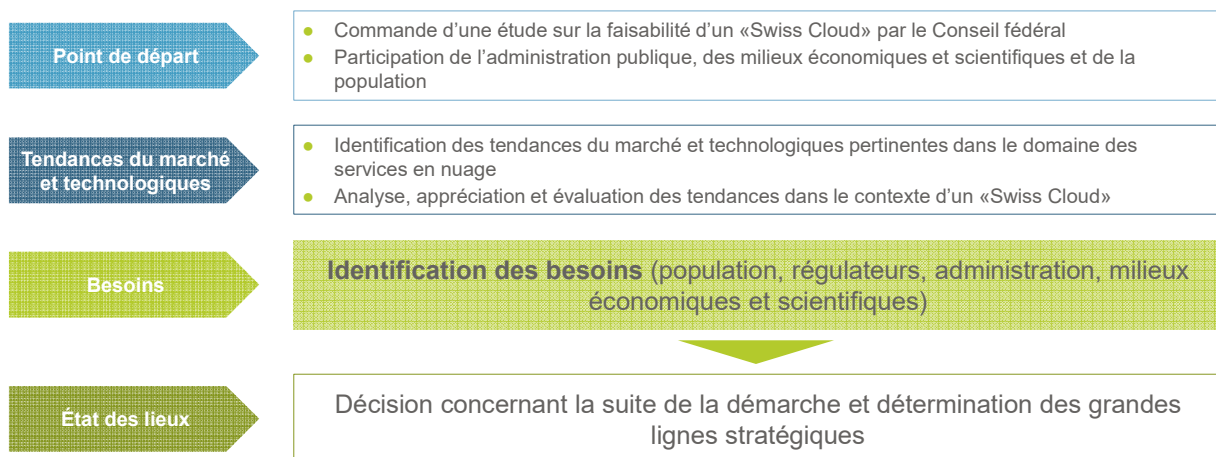 Point de départ
● Commande d’une étude sur la faisabilité d’un «Swiss Cloud» par le Conseil fédéral
● Participation de l’administration publique, des milieux économiques et scientifiques et de la
population
Tendances du marché
et technologiques
● Identification des tendances du marché et technologiques pertinentes dans le domaine des
services en nuage
● Analyse, appréciation et évaluation des tendances dans le contexte d’un «Swiss Cloud»
Besoins
Identification des besoins (population, régulateurs, administration, milieux
économiques et scientifiques)
État des lieux
Décision concernant la suite de la démarche et détermination des grandes
lignes stratégiques